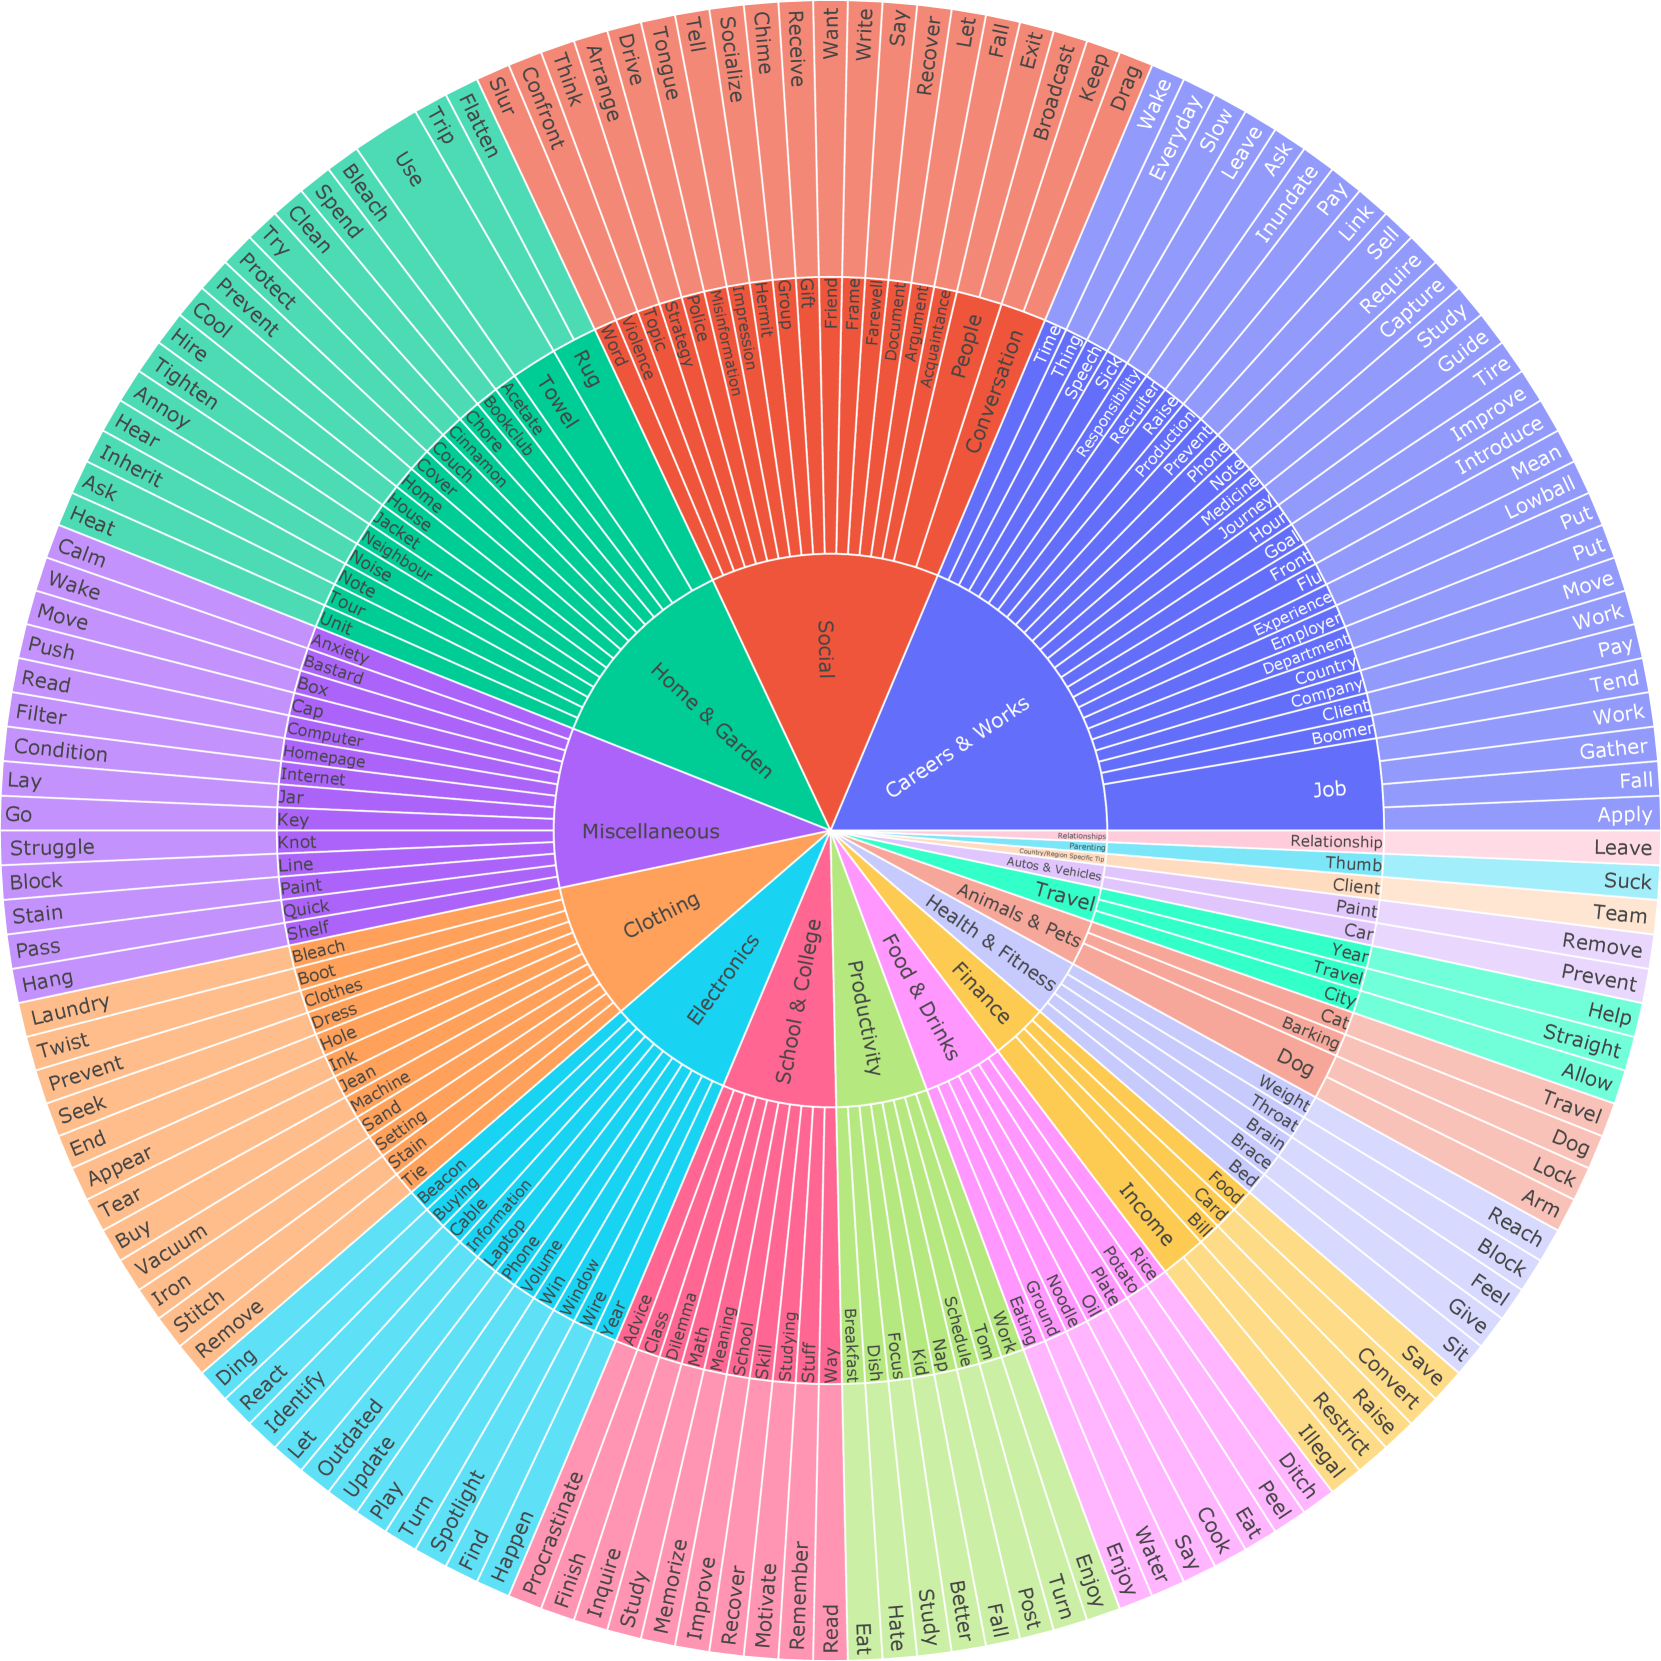 Social
Careers & Works
Home & Garden
Miscellaneous
Clothing
Electronics
School & College
Productivity
Food & Drinks
Finance
Health & Fitness
Animals & Pets
Travel
Autos & Vehicles
Country/Region Specific Tip
Parenting
Relationships
Word
Violence
Topic
Strategy
Police
Misinformation
Impression
Hermit
Group
Gift
Friend
Frame
Farewell
Document
Argument
Acquaintance
People
Conversation
Time
Thing
Speech
Sick
Responsibility
Recruiter
Raise
Production
Prevent
Phone
Note
Medicine
Journey
Hour
Goal
Front
Flu
Experience
Employer
Department
Country
Company
Client
Boomer
Job
Relationship
Thumb
Client
Paint
Car
Year
Travel
City
Cat
Barking
Dog
Weight
Throat
Brain
Brace
Bed
Food
Card
Bill
Income
Rice
Potato
Plate
Oil
Noodle
Ground
Eating
Work
Tom
Schedule
Nap
Kid
Focus
Dish
Breakfast
Way
Stuff
Studying
Skill
School
Meaning
Math
Dilemma
Class
Advice
Year
Wire
Window
Win
Volume
Phone
Laptop
Information
Cable
Buying
Beacon
Tie
Stain
Setting
Sand
Machine
Jean
Ink
Hole
Dress
Clothes
Boot
Bleach
Shelf
Quick
Paint
Line
Knot
Key
Jar
Internet
Homepage
Computer
Cap
Box
Bastard
Anxiety
Unit
Tour
Note
Noise
Neighbour
Jacket
House
Home
Cover
Couch
Cinnamon
Chore
Bookclub
Acetate
Towel
Rug
Slur
Confront
Think
Arrange
Drive
Tongue
Tell
Socialize
Chime
Receive
Want
Write
Say
Recover
Let
Fall
Exit
Broadcast
Keep
Drag
Wake
Everyday
Slow
Leave
Ask
Inundate
Pay
Link
Sell
Require
Capture
Study
Guide
Tire
Improve
Introduce
Mean
Lowball
Put
Put
Move
Work
Pay
Tend
Work
Gather
Fall
Apply
Leave
Suck
Team
Remove
Prevent
Help
Straight
Allow
Travel
Dog
Lock
Arm
Reach
Block
Feel
Give
Sit
Save
Convert
Raise
Restrict
Illegal
Ditch
Peel
Eat
Cook
Say
Water
Enjoy
Enjoy
Turn
Post
Fall
Better
Study
Hate
Eat
Read
Remember
Motivate
Recover
Improve
Memorize
Study
Inquire
Finish
Procrastinate
Happen
Find
Spotlight
Turn
Play
Update
Outdated
Let
Identify
React
Ding
Remove
Stitch
Iron
Vacuum
Buy
Tear
Appear
End
Seek
Prevent
Twist
Laundry
Hang
Pass
Stain
Block
Struggle
Go
Lay
Condition
Filter
Read
Push
Move
Wake
Calm
Heat
Ask
Inherit
Hear
Annoy
Tighten
Hire
Cool
Prevent
Protect
Try
Clean
Spend
Bleach
Use
Trip
Flatten